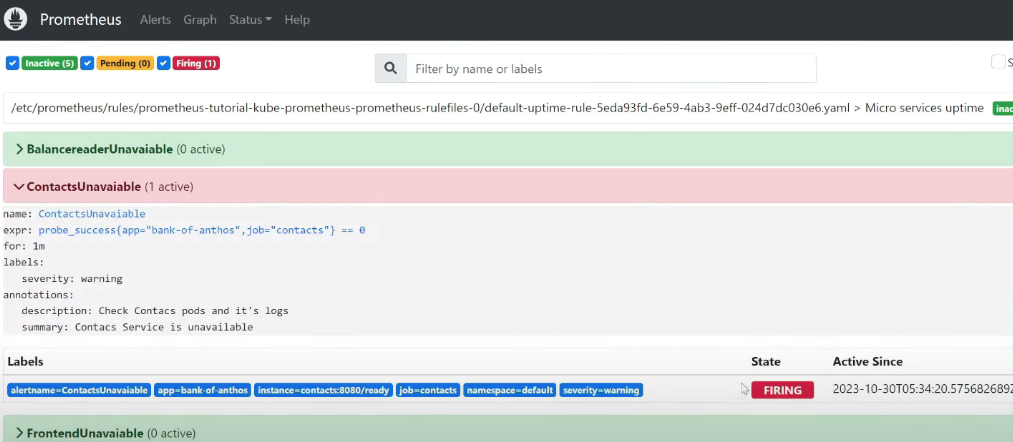 Prometheus Alerts Graph Status Help
Inactive (5) Pending (0) Firing (1) Filter by name or labels S
/etc/prometheus/rules/prometheus-tutorial-kube-prometheus-prometheus-rulefiles-0/default-uptime-rule-5eda93fd-6e59-4ab3-9eff-024d7dc030e6.yaml > Micro services uptime inac
BalancereaderUnavaiable (0 active)
ContactsUnavaiable (1 active)
name: ContactsUnavaiable
expr: probe_success{app="bank-of-anthos",job="contacts"} == 0
for: 1m
labels:
severity: warning
annotations:
description: Check Contacs pods and it's logs
summary: Contacs Service is unavailable
Labels State Active Since
alertname=ContactsUnavaiable app=bank-of-anthos instance=contacts:8080/ready job=contacts namespace=default severity=warning FIRING 2023-10-30T05:34:20.575682689Z
FrontendUnavaiable (0 active)